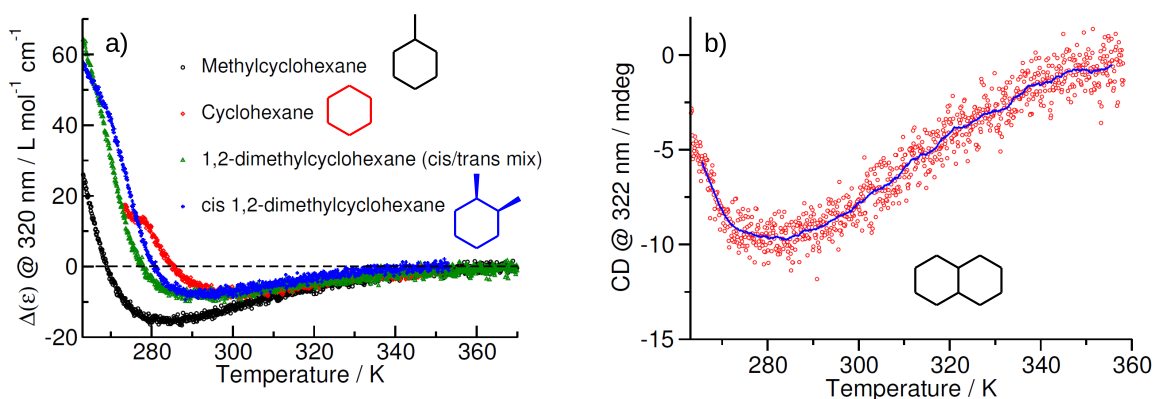 a)
Methylcyclohexane
Cyclohexane
1,2-dimethylcyclohexane (cis/trans mix)
cis 1,2-dimethylcyclohexane
Δ(ε) @ 320 nm / L mol⁻¹ cm⁻¹
60
40
20
0
-20
280 300 320 340 360
Temperature / K
b)
CD @ 322 nm / mdeg
0
-5
-10
-15
280 300 320 340 360
Temperature / K